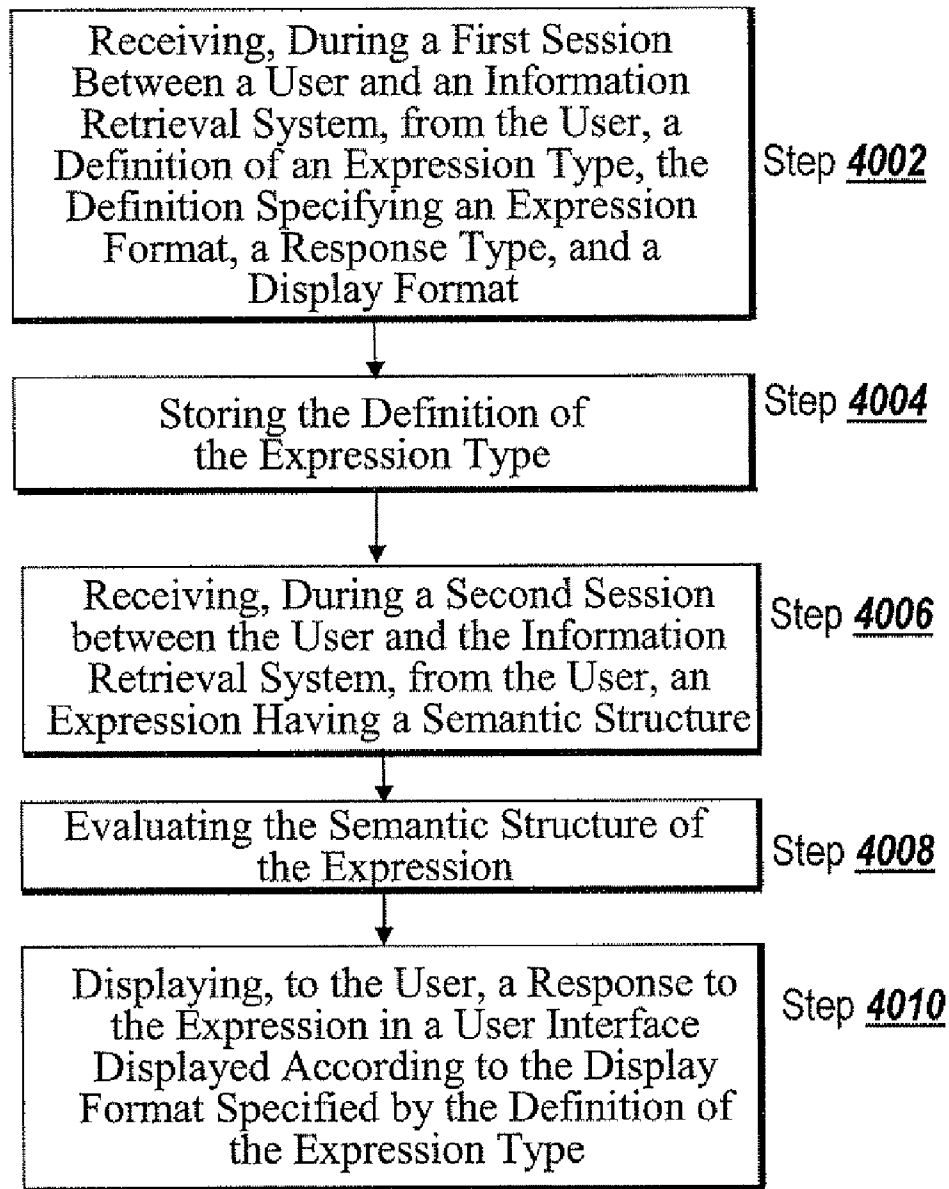 Receiving, During a First Session
Between a User and an Information
Retrieval System, from the User, a
Definition of an Expression Type, the
Definition Specifying an Expression
Format, a Response Type, and a
Display Format
Step 4002
Storing the Definition of
the Expression Type
Step 4004
Receiving, During a Second Session
between the User and the Information
Retrieval System, from the User, an
Expression Having a Semantic Structure
Step 4006
Evaluating the Semantic Structure of
the Expression
Step 4008
Displaying, to the User, a Response to
the Expression in a User Interface
Displayed According to the Display
Format Specified by the Definition of
the Expression Type
Step 4010